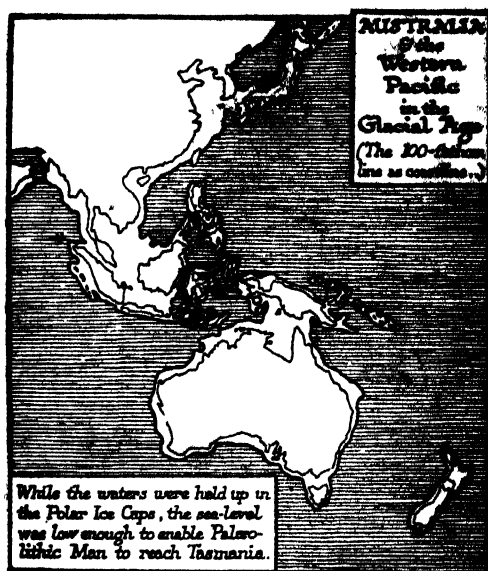 AUSTRALIA
& the
Western
Pacific
in the
Glacial Age
(The 100-fathom
line as coastline..)
While the waters were held up in
the Polar Ice Caps, the sea-level
was low enough to enable Palæo-
lithic Man to reach Tasmania.